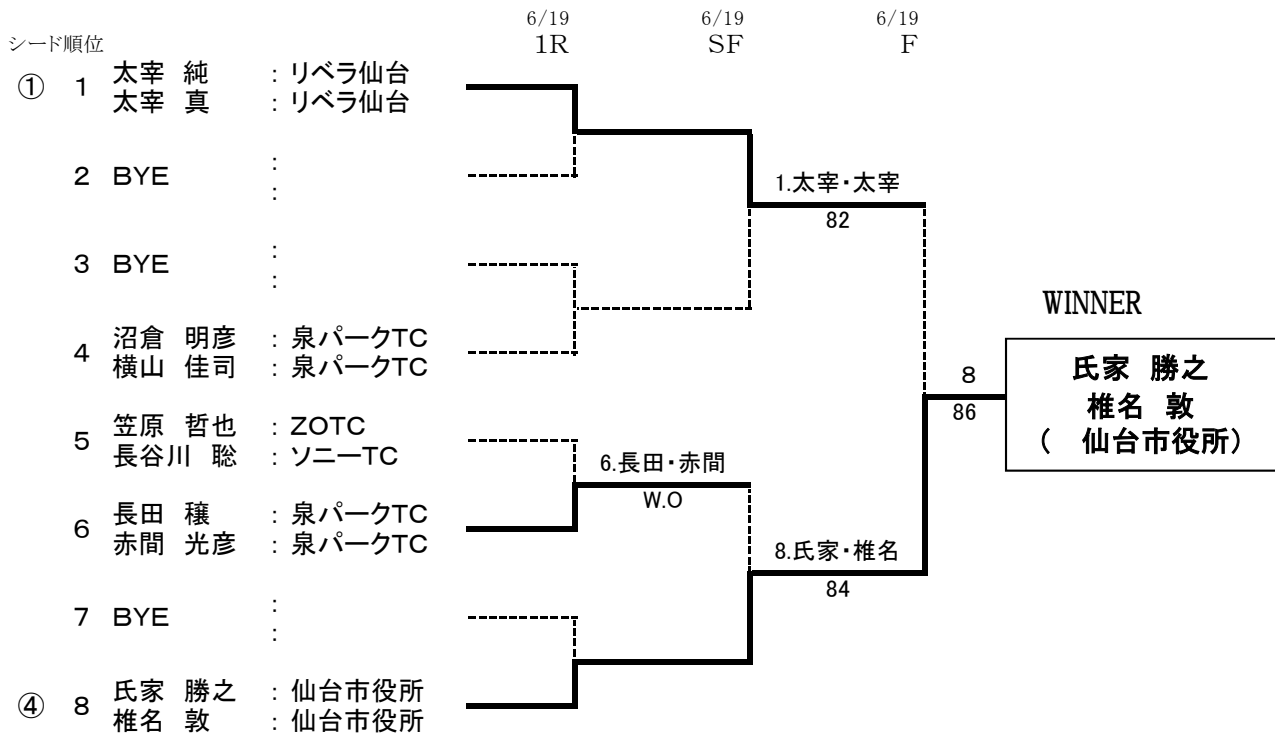 6/19 6/19 6/19
シード順位 1R SF F
① 1 太宰 純 : リベラ仙台
太宰 真 : リベラ仙台
2 BYE :
:
1.太宰・太宰
82
3 BYE :
:
WINNER
4 沼倉 明彦 : 泉パークTC
横山 佳司 : 泉パークTC
8
86
氏家 勝之
椎名 敦
( 仙台市役所)
5 笠原 哲也 : ZOTC
長谷川 聡 : ソニーTC
6.長田・赤間
W.O
6 長田 穣 : 泉パークTC
赤間 光彦 : 泉パークTC
8.氏家・椎名
84
7 BYE :
:
④ 8 氏家 勝之 : 仙台市役所
椎名 敦 : 仙台市役所